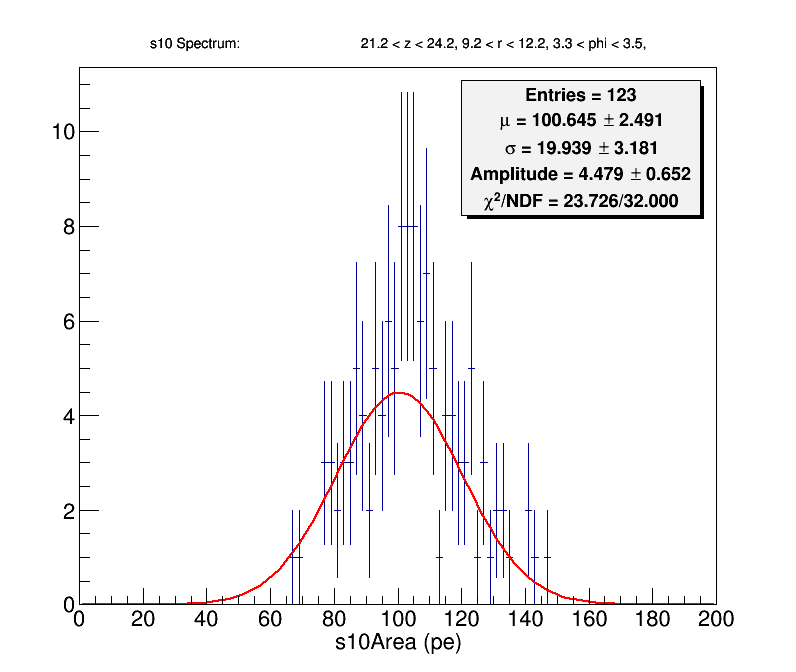 s10 Spectrum: 21.2 < z < 24.2, 9.2 < r < 12.2, 3.3 < phi < 3.5,
Entries = 123
μ = 100.645 ± 2.491
σ = 19.939 ± 3.181
Amplitude = 4.479 ± 0.652
χ²/NDF = 23.726/32.000
10
8
6
4
2
0
0 20 40 60 80 100 120 140 160 180 200
s10Area (pe)